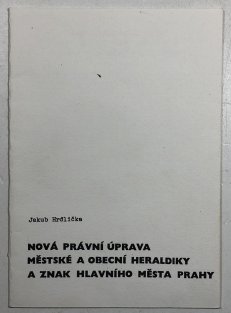 Jakub Hrdlička
NOVÁ PRÁVNÍ ÚPRAVA
MĚSTSKÉ A OBECNÍ HERALDIKY
A ZNAK HLAVNÍHO MĚSTA PRAHY